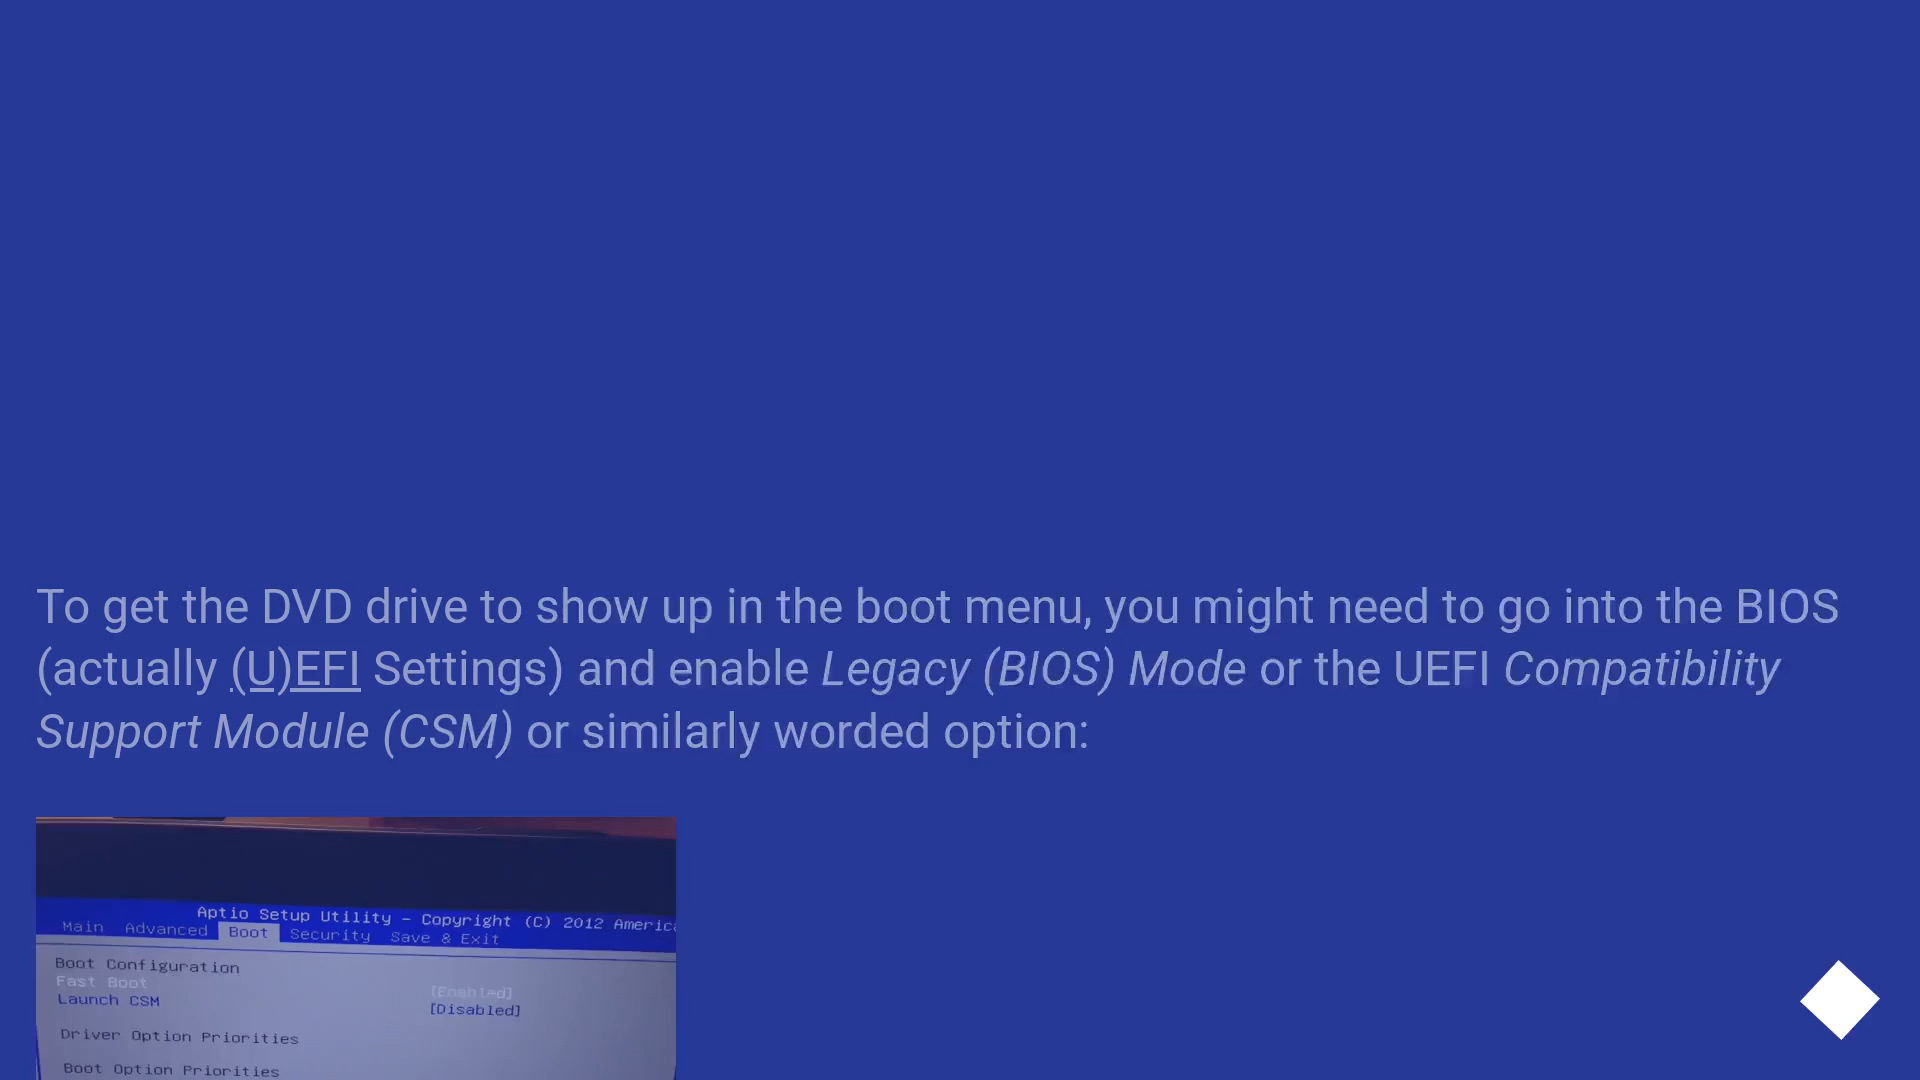 To get the DVD drive to show up in the boot menu, you might need to go into the BIOS
(actually (U)EFI Settings) and enable Legacy (BIOS) Mode or the UEFI Compatibility
Support Module (CSM) or similarly worded option:
Aptio Setup Utility - Copyright (C) 2012 America
Main Advanced Boot Security Save & Exit
Boot Configuration
Fast Boot [Enabled]
Launch CSM [Disabled]
Driver Option Priorities
Boot Option Priorities